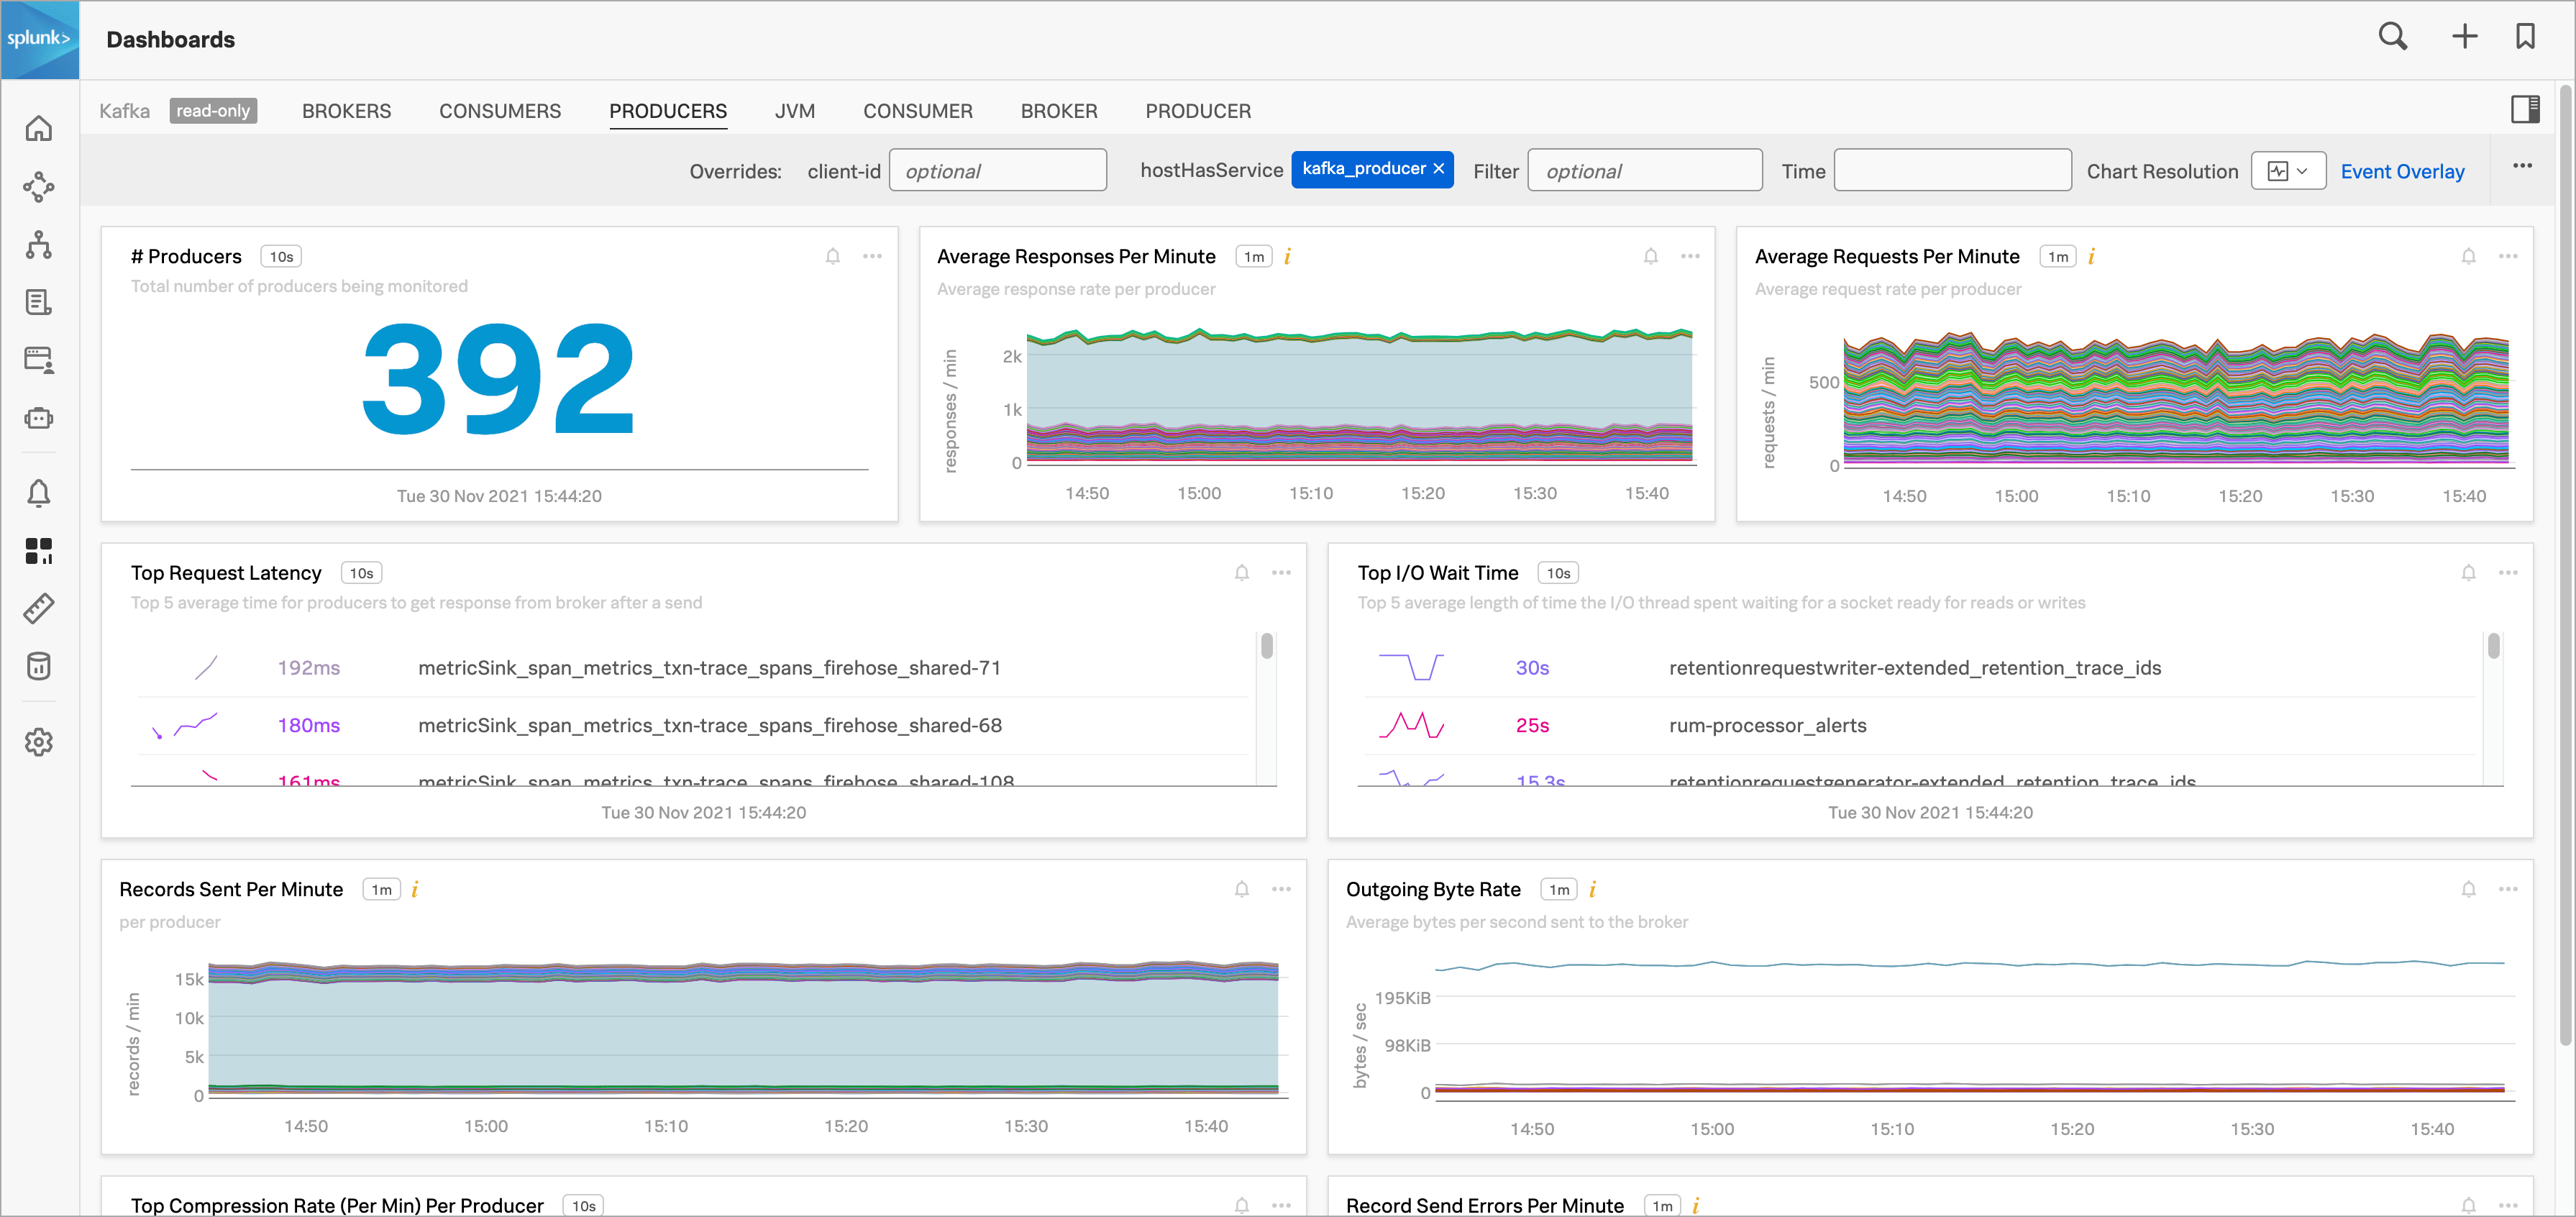 splunk>
Dashboards
Kafka read-only BROKERS CONSUMERS PRODUCERS JVM CONSUMER BROKER PRODUCER
Overrides: client-id optional hostHasService kafka_producer × Filter optional Time Chart Resolution Event Overlay
# Producers 10s
Total number of producers being monitored
392
Tue 30 Nov 2021 15:44:20
Average Responses Per Minute 1m i
Average response rate per producer
responses / min
2k
1k
0
14:50 15:00 15:10 15:20 15:30 15:40
Average Requests Per Minute 1m i
Average request rate per producer
requests / min
500
0
14:50 15:00 15:10 15:20 15:30 15:40
Top Request Latency 10s
Top 5 average time for producers to get response from broker after a send
192ms metricSink_span_metrics_txn-trace_spans_firehose_shared-71
180ms metricSink_span_metrics_txn-trace_spans_firehose_shared-68
161ms metricSink_span_metrics_txn-trace_spans_firehose_shared-108
Tue 30 Nov 2021 15:44:20
Top I/O Wait Time 10s
Top 5 average length of time the I/O thread spent waiting for a socket ready for reads or writes
30s retentionrequestwriter-extended_retention_trace_ids
25s rum-processor_alerts
15.3s retentionrequestgenerator-extended_retention_trace_ids
Tue 30 Nov 2021 15:44:20
Records Sent Per Minute 1m i
per producer
records / min
15k
10k
5k
0
14:50 15:00 15:10 15:20 15:30 15:40
Outgoing Byte Rate 1m i
Average bytes per second sent to the broker
bytes / sec
195KiB
98KiB
0
14:50 15:00 15:10 15:20 15:30 15:40
Top Compression Rate (Per Min) Per Producer 10s
Record Send Errors Per Minute 1m i